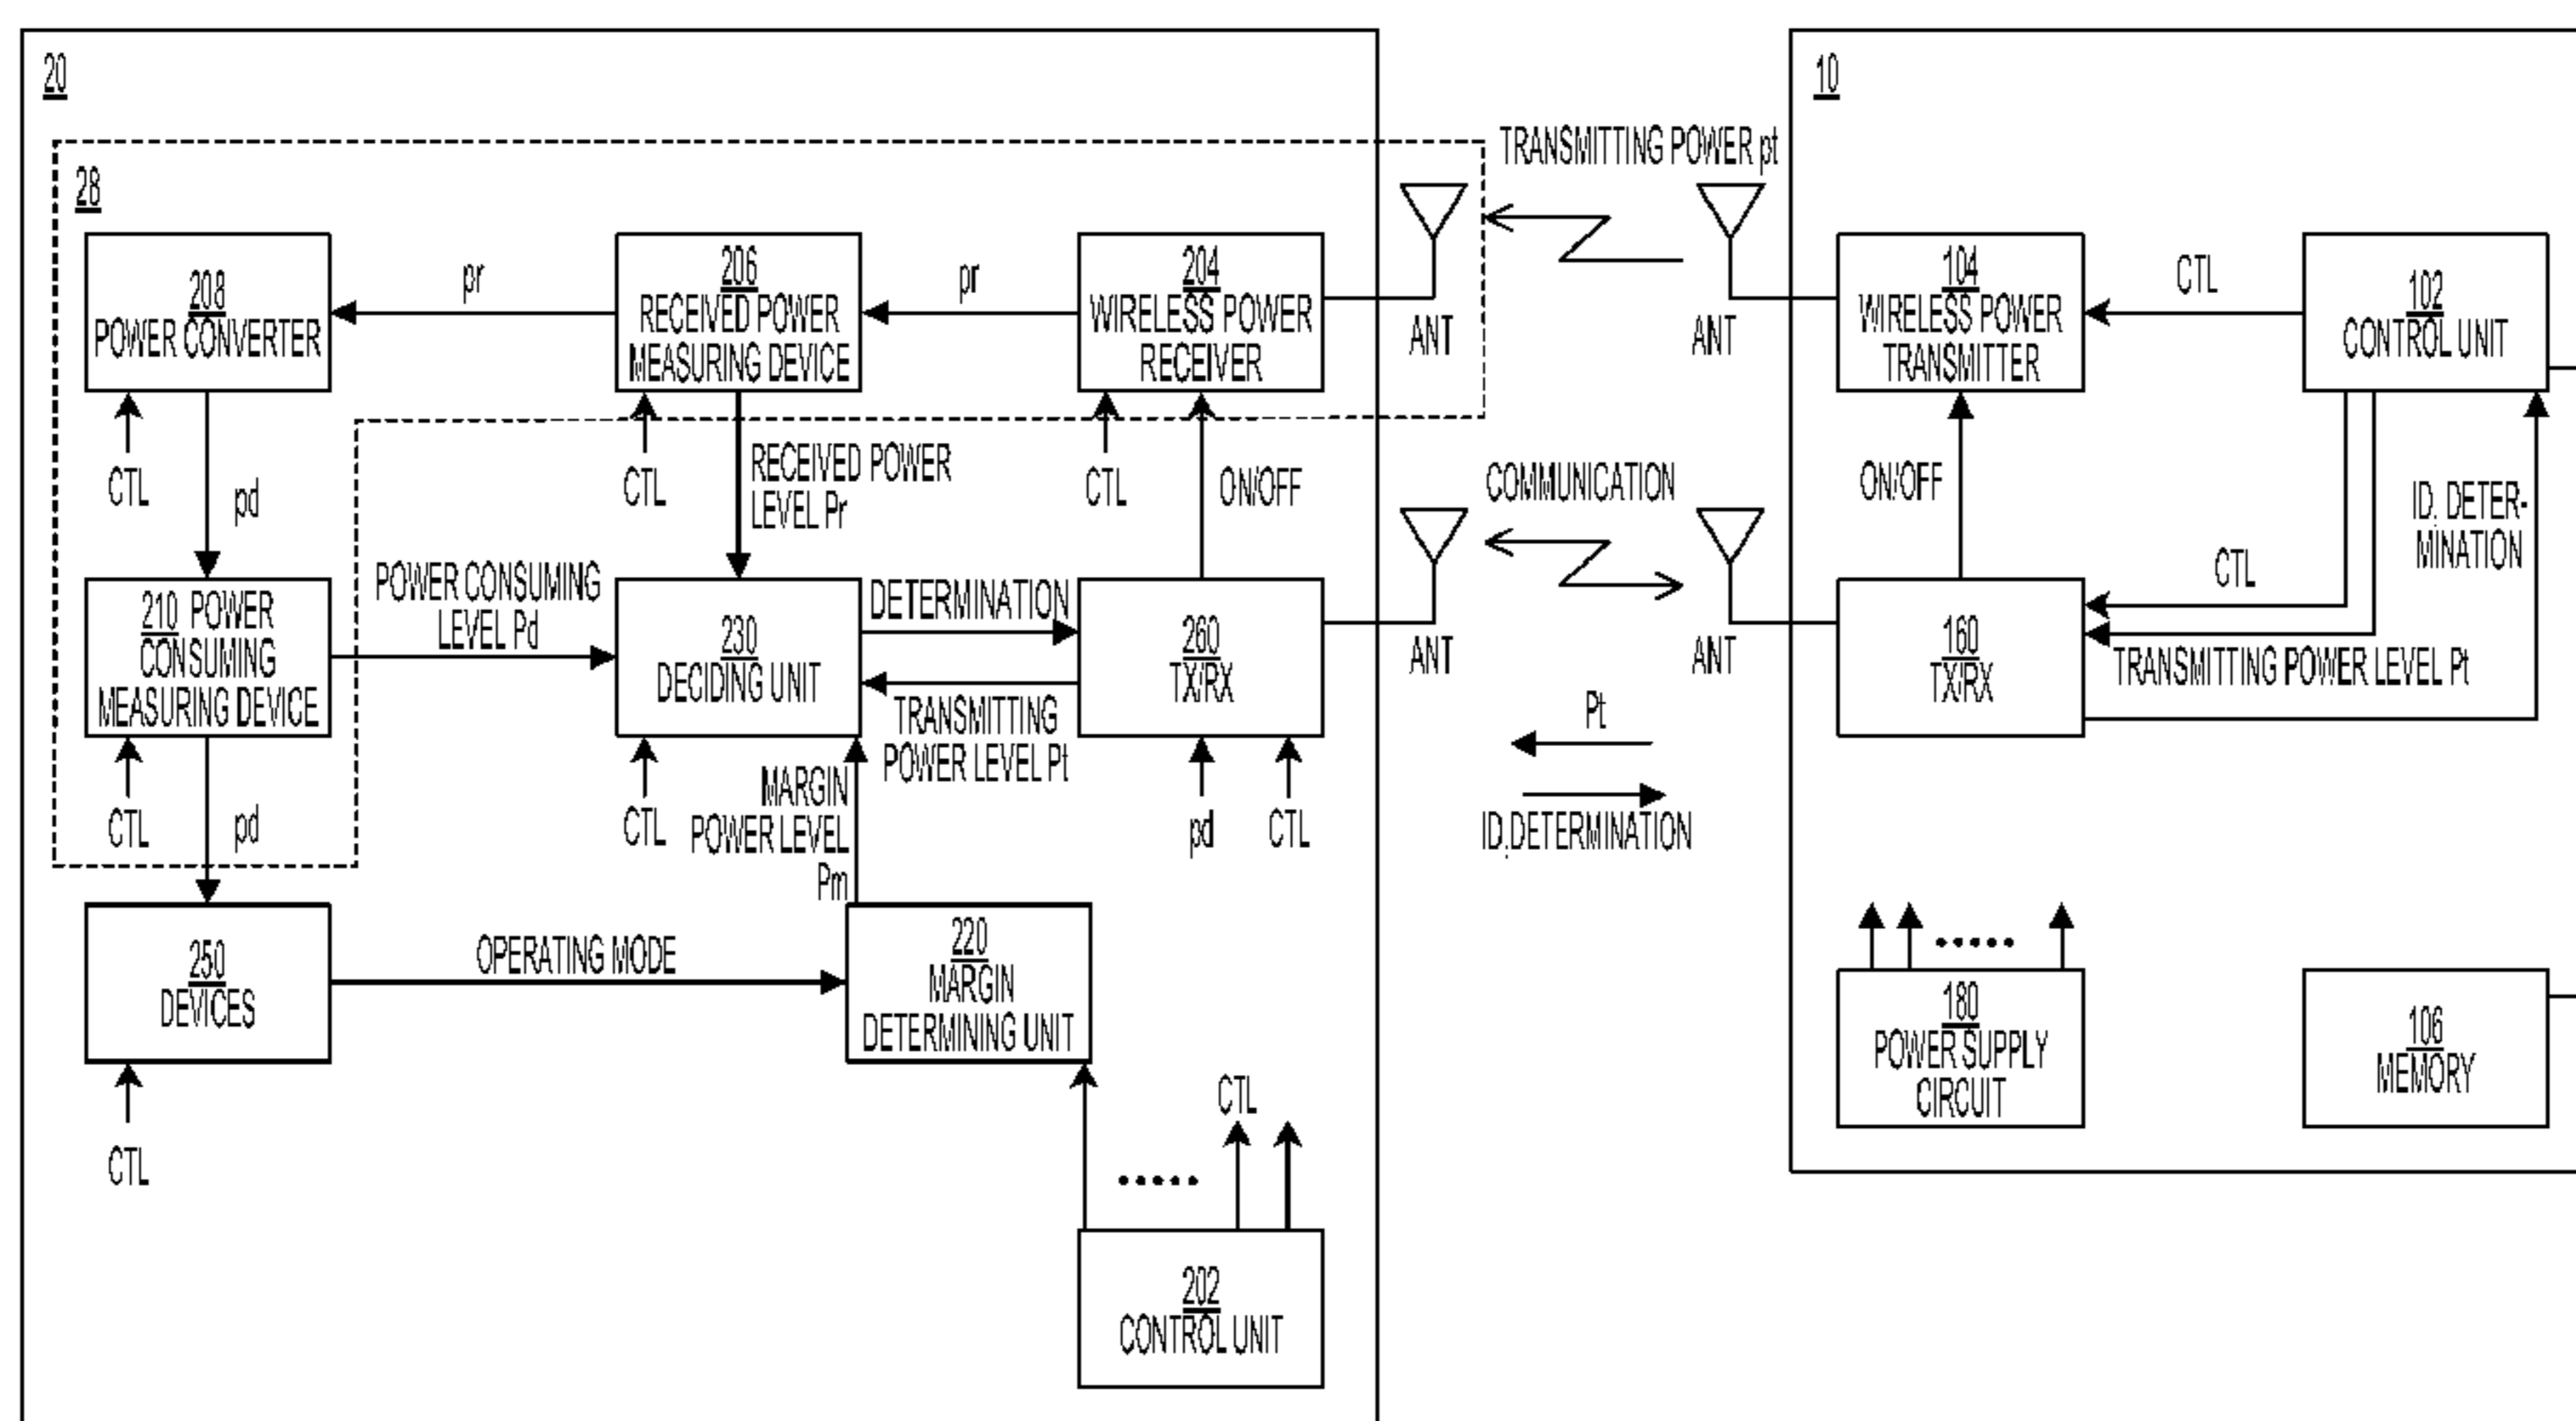 20
28
208
POWER CONVERTER
pr
206
RECEIVED POWER
MEASURING DEVICE
pr
204
WIRELESS POWER
RECEIVER
ANT
TRANSMITTING POWER pt
ANT
10
104
WIRELESS POWER
TRANSMITTER
CTL
102
CONTROL UNIT
CTL
pd
CTL
RECEIVED POWER
LEVEL Pr
CTL
ON/OFF
COMMUNICATION
ON/OFF
CTL
ID, DETER-
MINATION
210 POWER
CONSUMING
MEASURING DEVICE
POWER CONSUMING
LEVEL Pd
230
DECIDING UNIT
DETERMINATION
TRANSMITTING
POWER LEVEL Pt
260
TX/RX
ANT
ANT
160
TX/RX
TRANSMITTING POWER LEVEL Pt
Pt
ID,DETERMINATION
CTL
pd
CTL
MARGIN
POWER LEVEL
Pm
pd
CTL
250
DEVICES
OPERATING MODE
220
MARGIN
DETERMINING UNIT
180
POWER SUPPLY
CIRCUIT
106
MEMORY
CTL
CTL
202
CONTROL UNIT